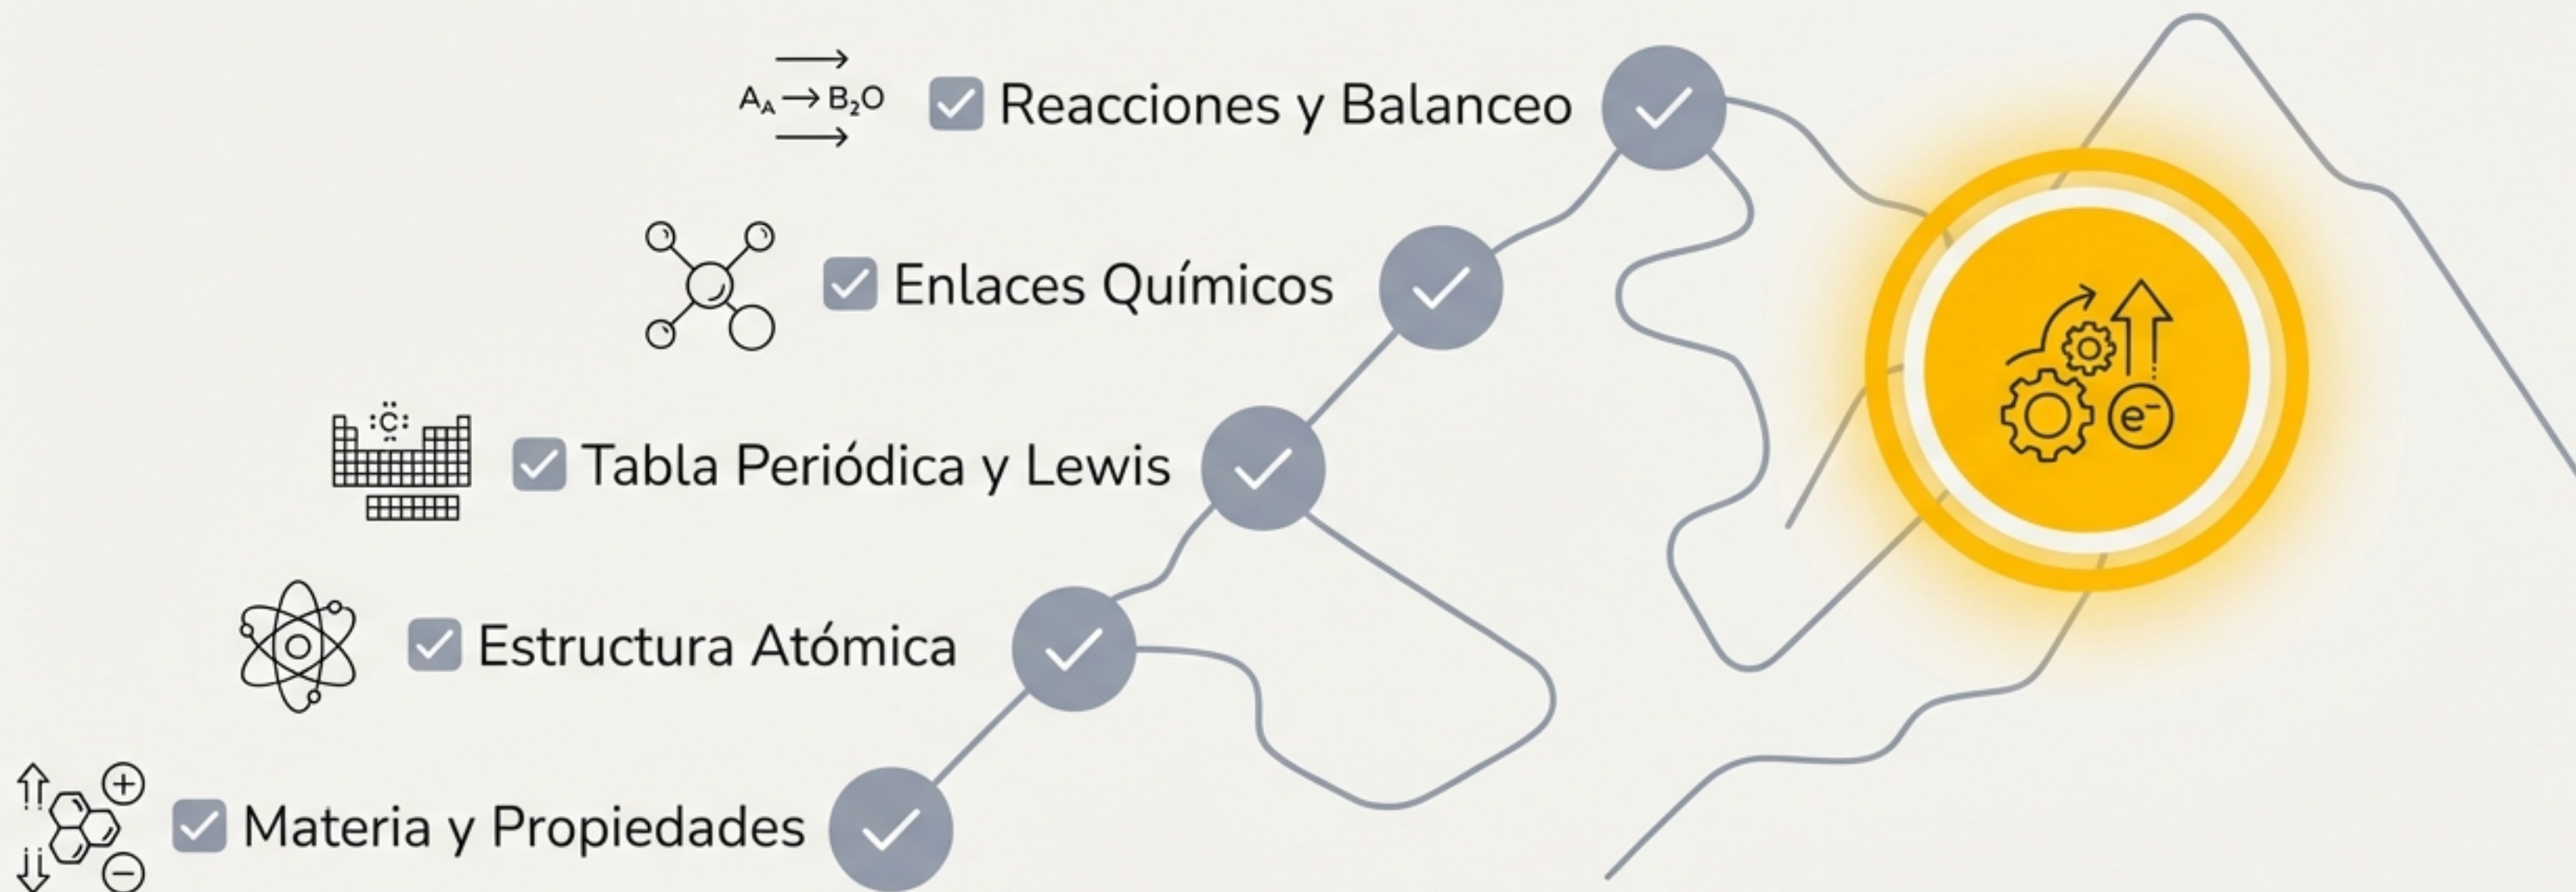 A_A → B₂O
Reacciones y Balanceo
Enlaces Químicos
C
Tabla Periódica y Lewis
e⁻
Estructura Atómica
Materia y Propiedades